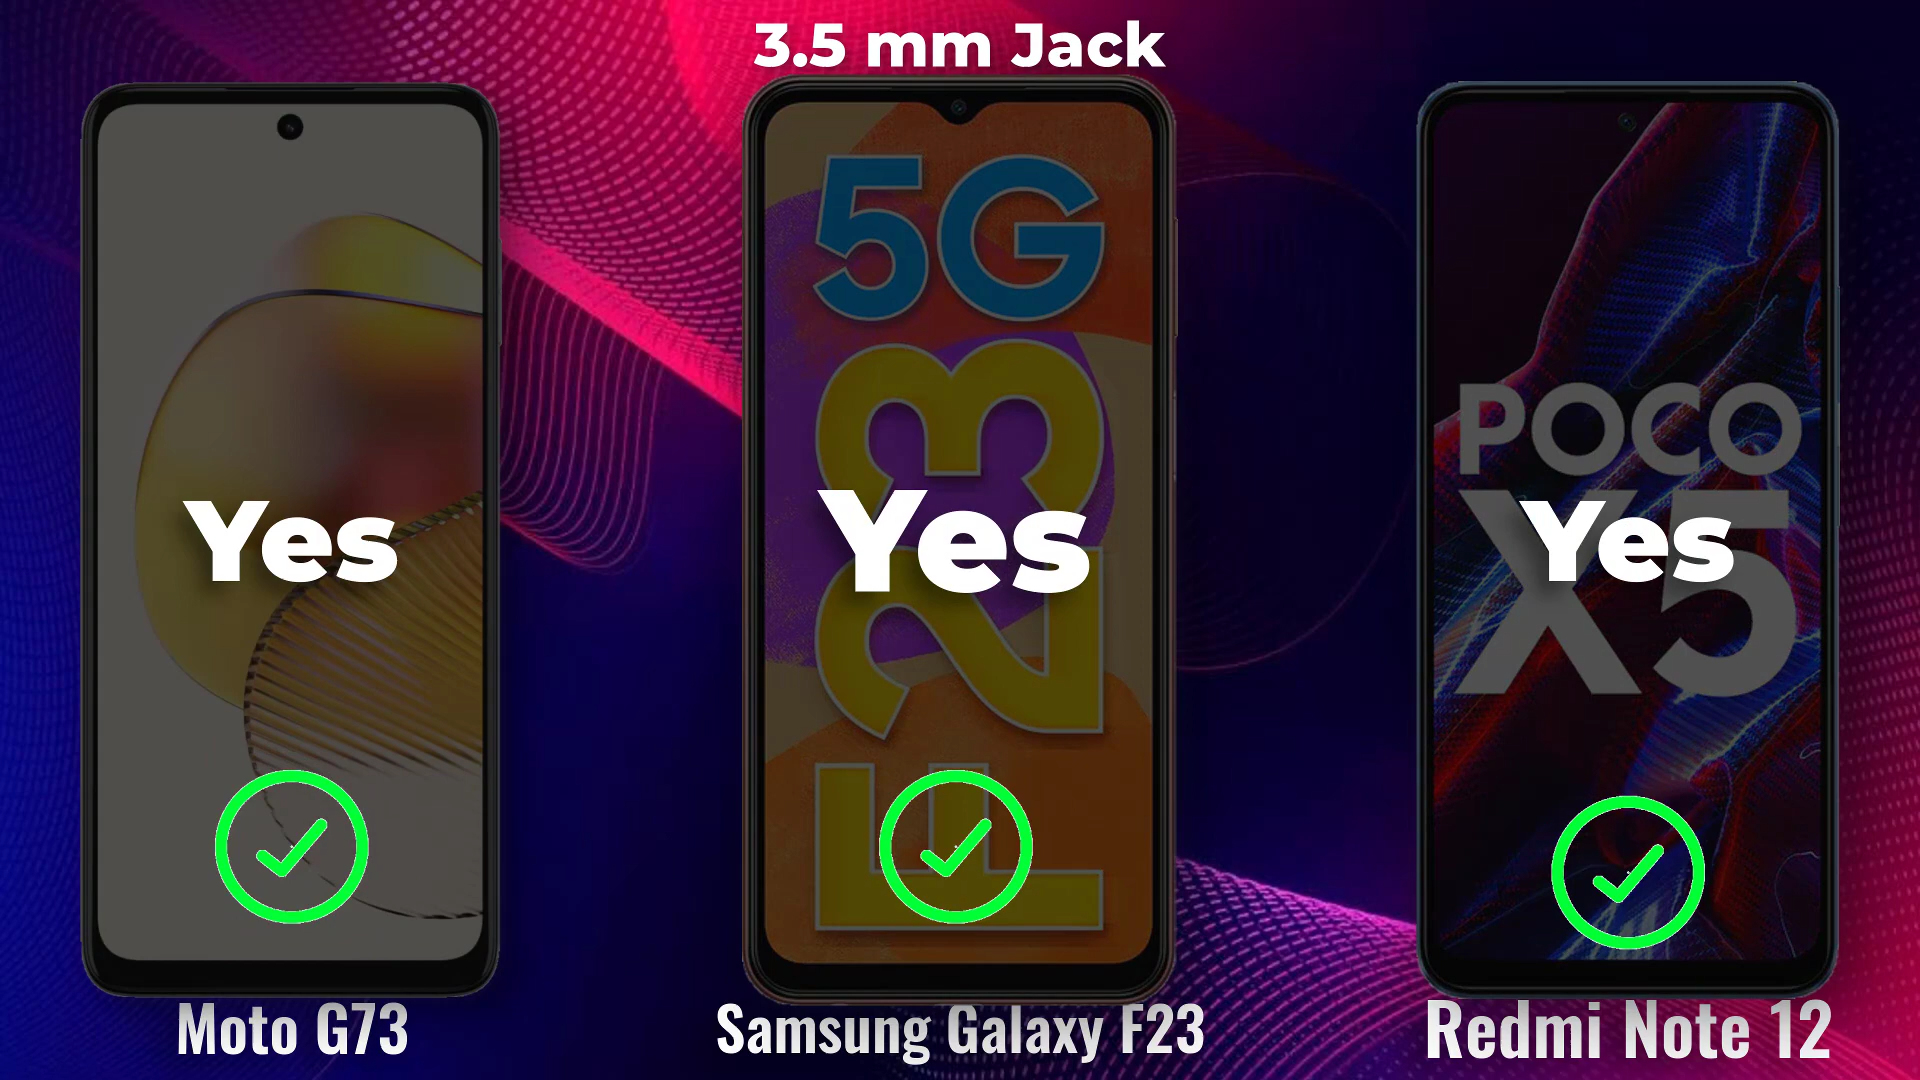 3.5 mm Jack
5G
F23
POCO
X5
Yes
Yes
Yes
Moto G73
Samsung Galaxy F23
Redmi Note 12